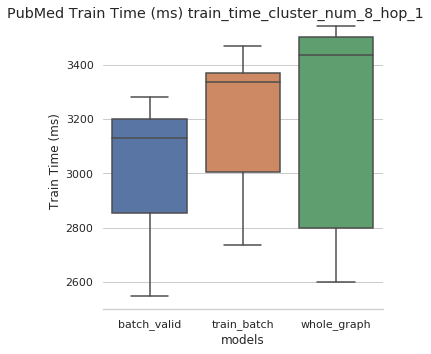 PubMed Train Time (ms) train_time_cluster_num_8_hop_1
3400
3200
3000
2800
2600
Train Time (ms)
batch_valid train_batch whole_graph
models